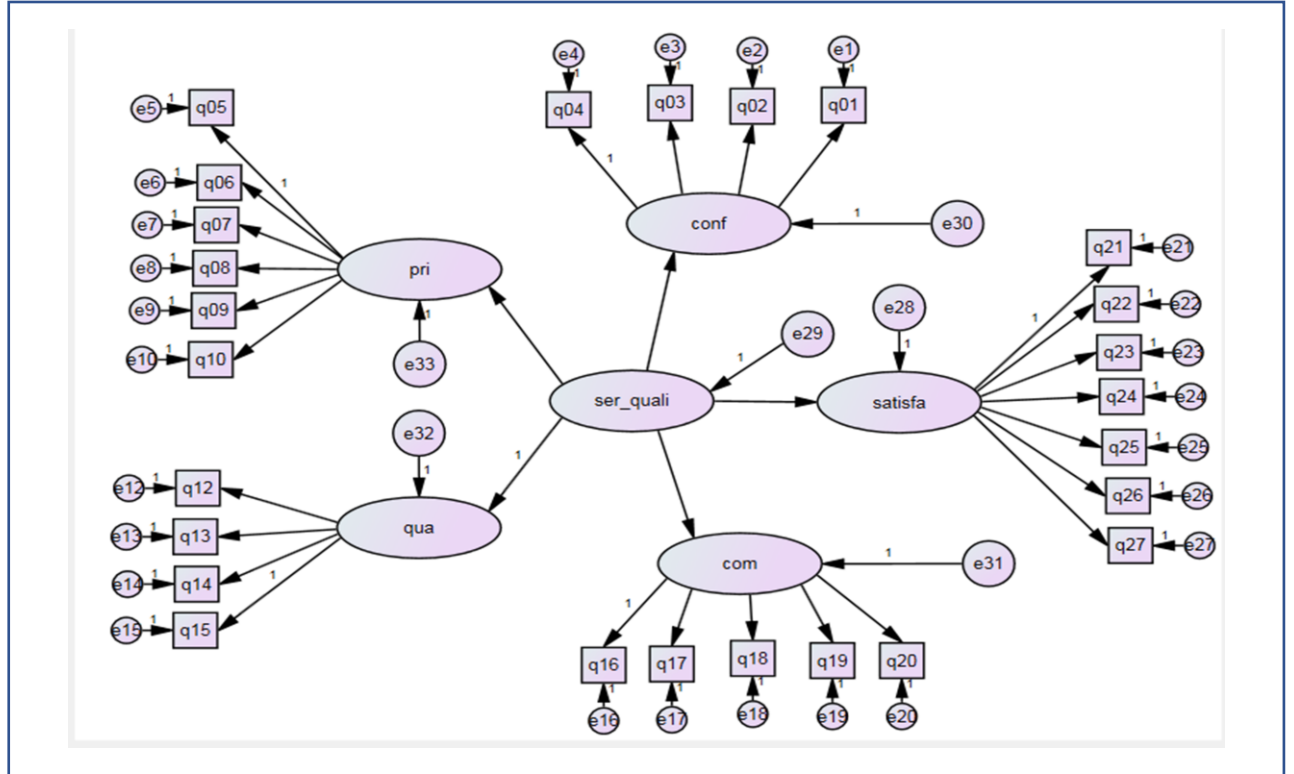 e4
e3
e2
e1
1
1
1
1
q04
q03
q02
q01
e5
1
q05
1
1
e6
1
q06
e7
1
q07
e8
1
q08
e9
1
q09
e10
1
q10
pri
1
e33
conf
1
e30
e29
1
e28
1
ser_quali
satisfa
1
q21
1
e21
q22
1
e22
q23
1
e23
q24
1
e24
q25
1
e25
q26
1
e26
q27
1
e27
e32
1
1
qua
e12
1
q12
e13
1
q13
e14
1
q14
e15
1
q15
1
com
1
e31
1
q16
q17
q18
q19
q20
1
1
1
1
1
e16
e17
e18
e19
e20